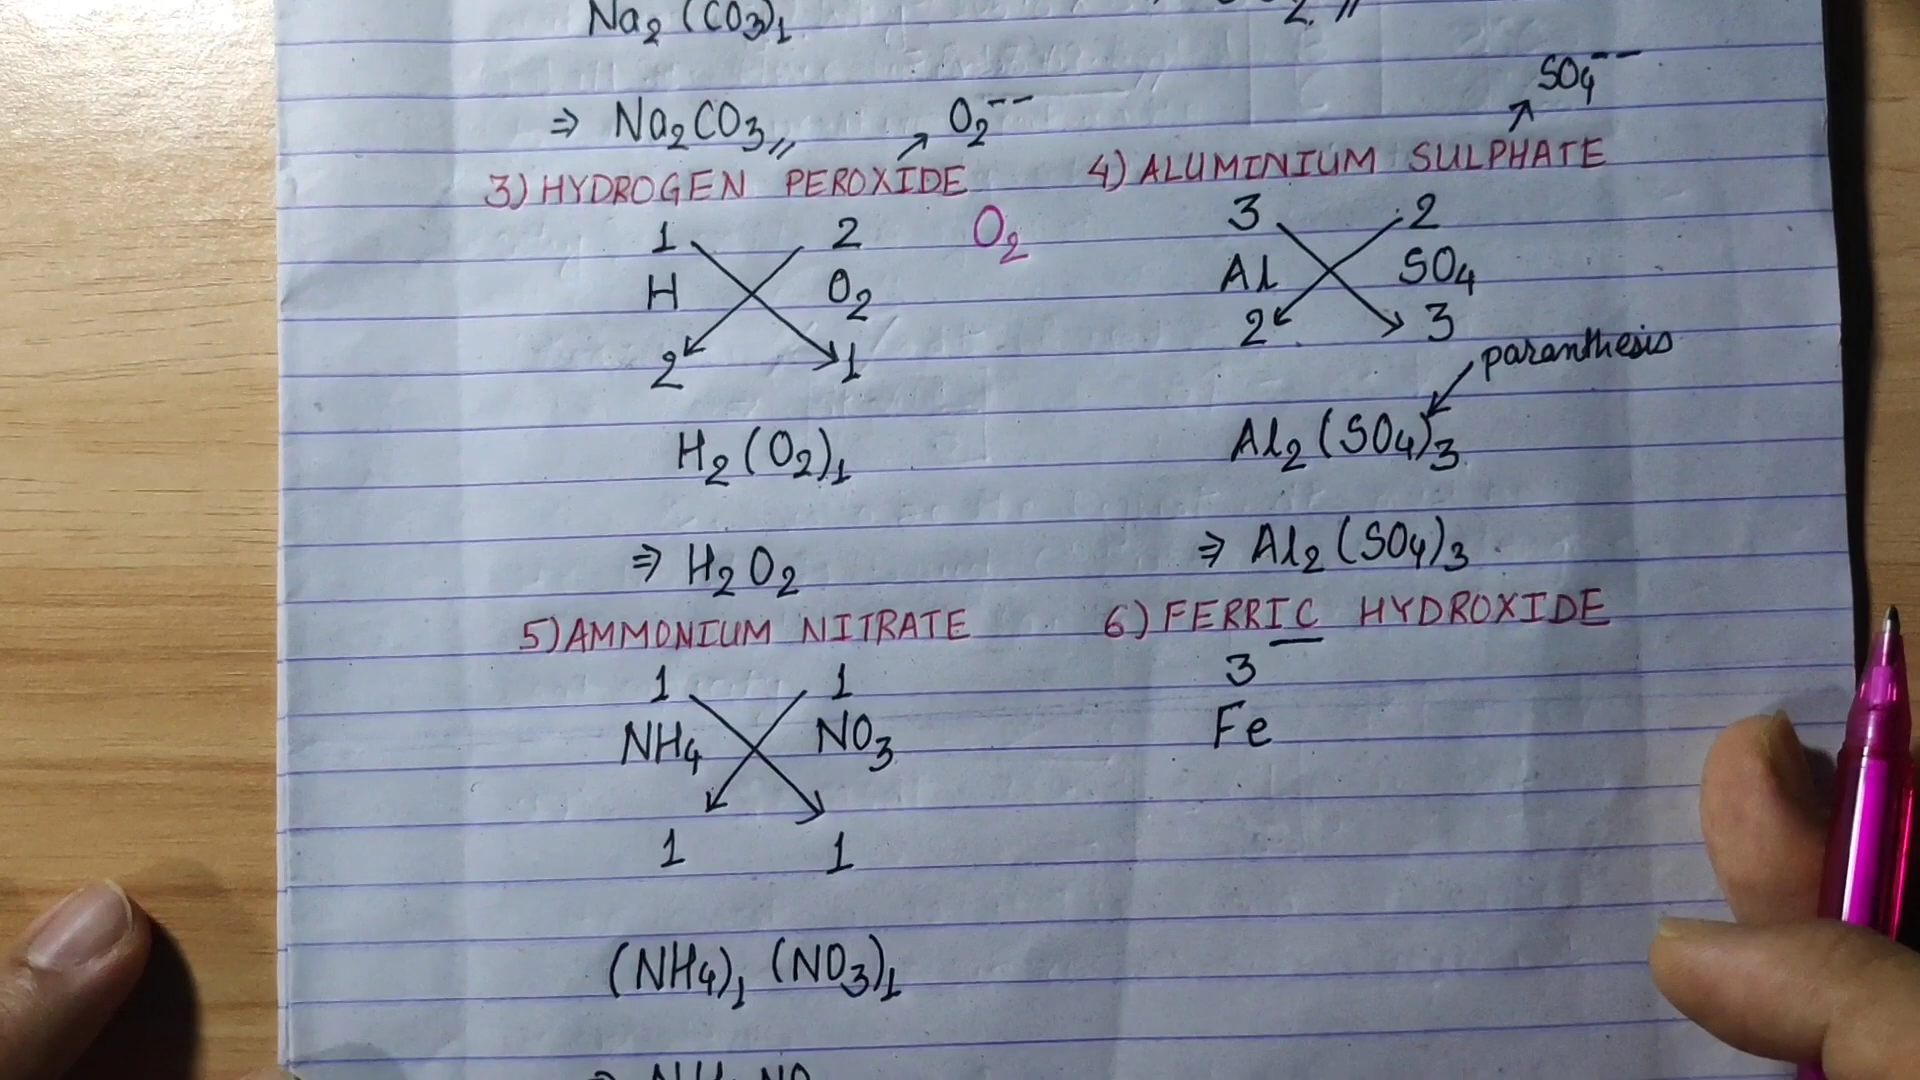 Na2 (CO3)1
⇒ Na2CO3,,
O2--
SO4--
3) HYDROGEN PEROXIDE
1 2
H O2
2 1
O2
H2 (O2)1
⇒ H2O2
4) ALUMINIUM SULPHATE
3 2
Al SO4
2 3
paranthesis
Al2 (SO4)3
⇒ Al2 (SO4)3
5) AMMONIUM NITRATE
1 1
NH4 NO3
1 1
(NH4)1 (NO3)1
6) FERRIC HYDROXIDE
3
Fe